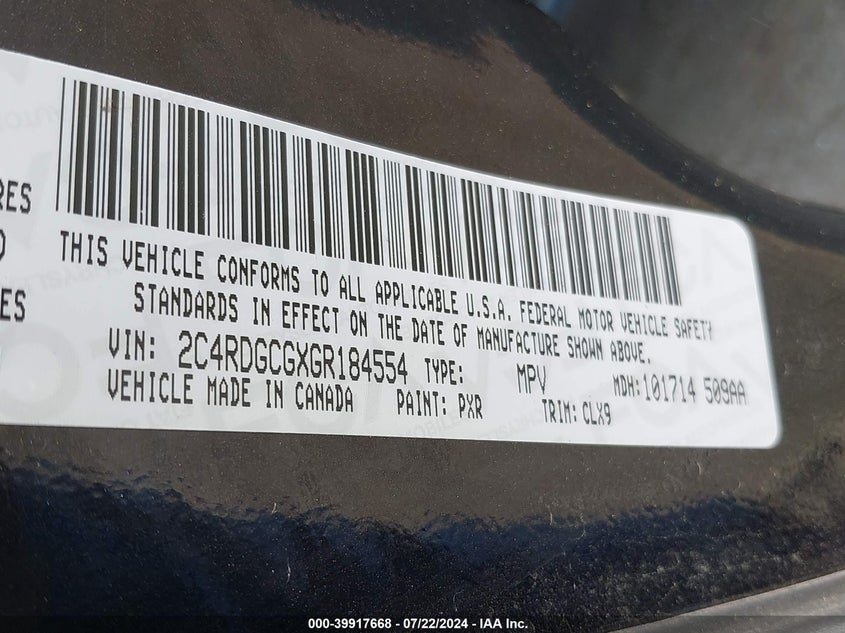 RES
ES
THIS VEHICLE CONFORMS TO ALL APPLICABLE U.S.A. FEDERAL MOTOR VEHICLE SAFETY
STANDARDS IN EFFECT ON THE DATE OF MANUFACTURE SHOWN ABOVE.
VIN: 2C4RDGCGXGR184554 TYPE: MPV MDH: 101714 509AA
VEHICLE MADE IN CANADA PAINT: PXR TRIM: CLX9
000-39917668 - 07/22/2024 - IAA Inc.